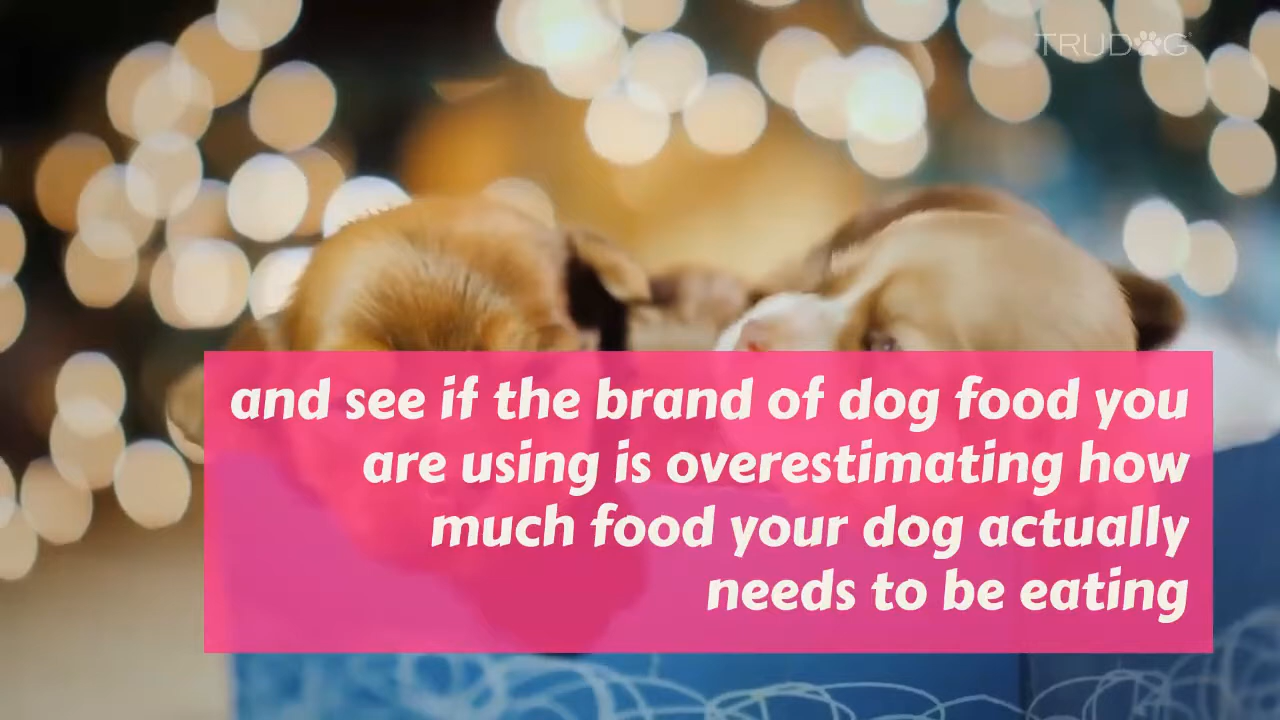 TRUDOG
and see if the brand of dog food you
are using is overestimating how
much food your dog actually
needs to be eating